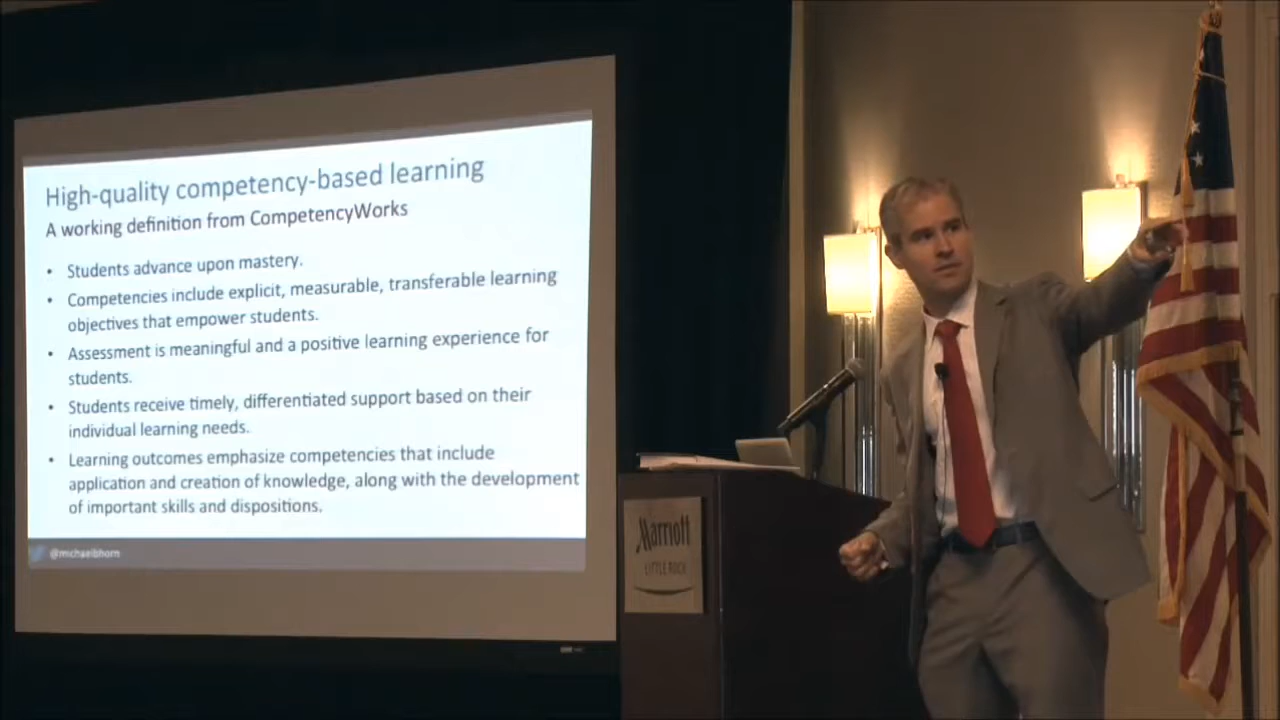 High-quality competency-based learning
A working definition from CompetencyWorks
• Students advance upon mastery.
• Competencies include explicit, measurable, transferable learning
objectives that empower students.
• Assessment is meaningful and a positive learning experience for
students.
• Students receive timely, differentiated support based on their
individual learning needs.
• Learning outcomes emphasize competencies that include
application and creation of knowledge, along with the development
of important skills and dispositions.
@michaelbhorn
Marriott
LITTLE ROCK